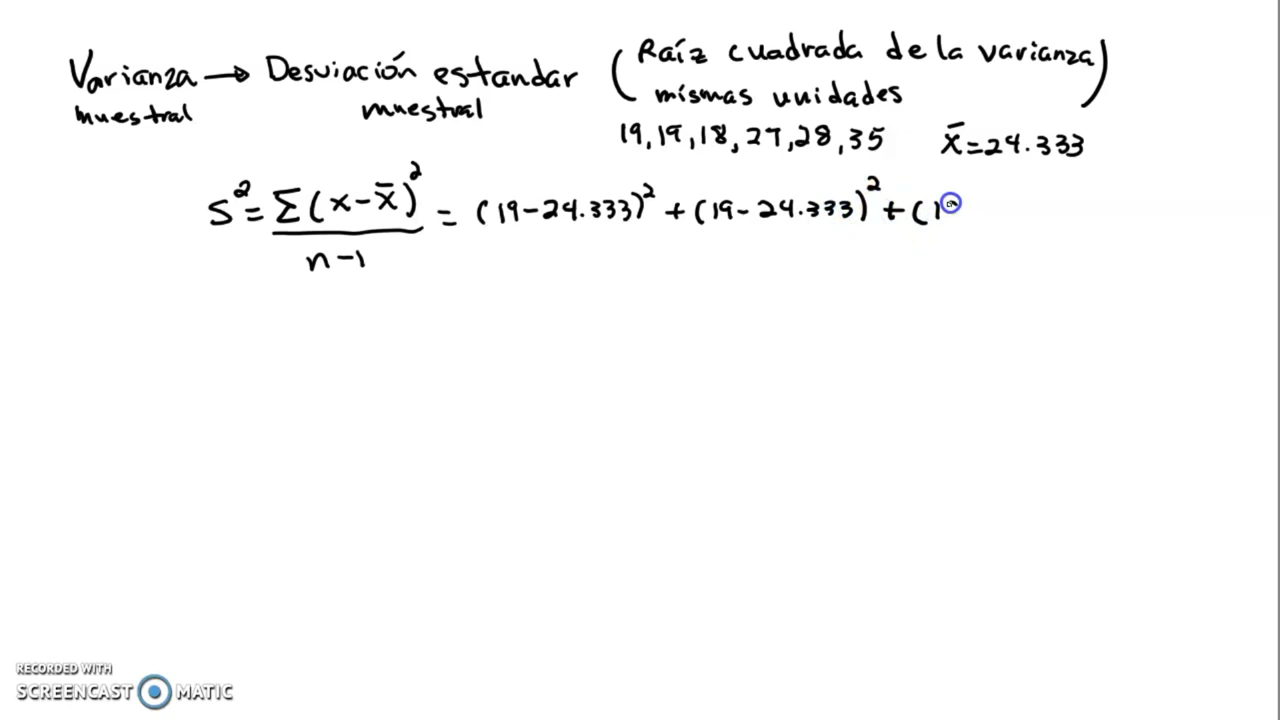 Varianza → Desviación estandar (Raíz cuadrada de la varianza
muestral muestral mismas unidades)
19, 19, 18, 27, 28, 35 x̄ = 24.333
S² = Σ(x - x̄)² / n - 1 = (19 - 24.333)² + (19 - 24.333)² + (1
RECORDED WITH
SCREENCAST MATIC